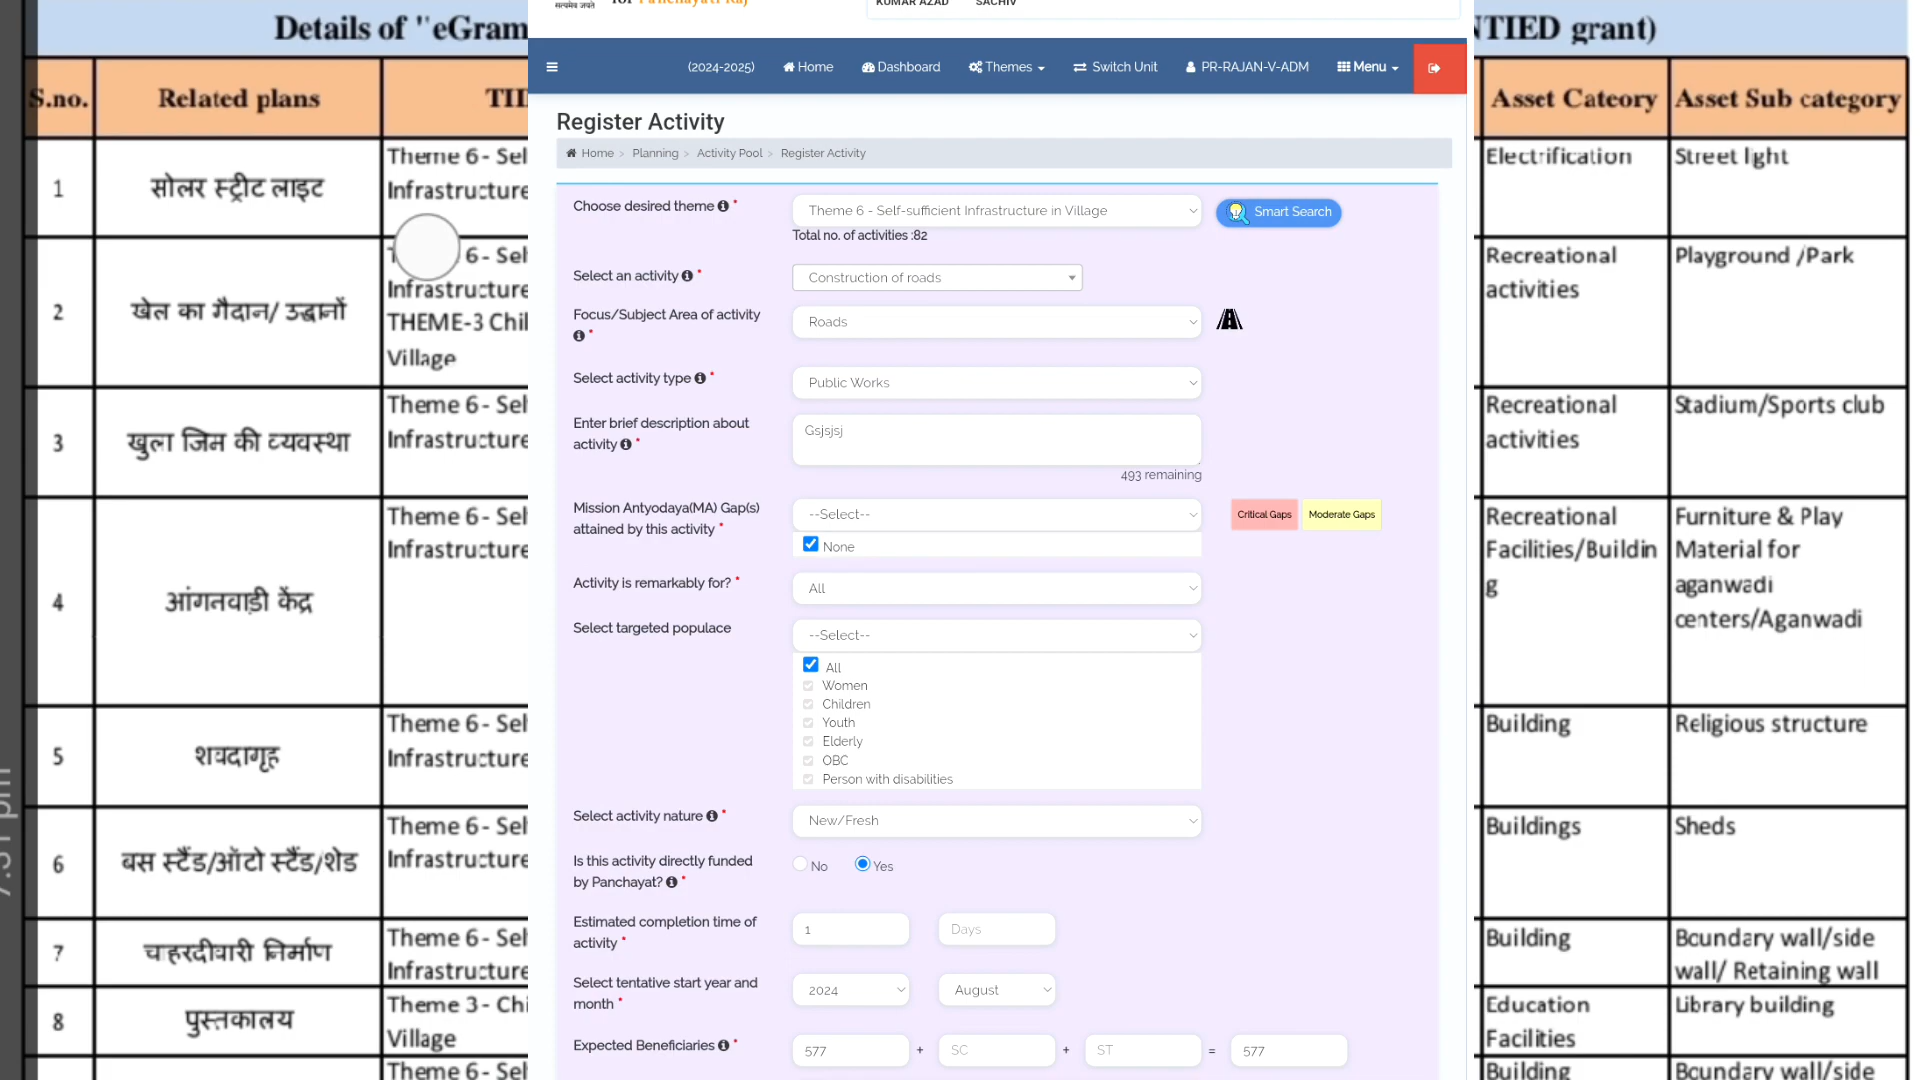 Details of "eGram
NTIED grant)
S.no.
Related plans
Asset Cateory
Asset Sub category
1
सोलर स्ट्रीट लाइट
Theme 6 - Sel
Infrastructure
Electrification
Street light
2
6 - Sel
Infrastructure
THEME-3 Chil
Village
Recreational
activities
Playground /Park
3
Theme 6 - Sel
Infrastructure
Recreational
activities
Stadium/Sports club
4
आंगनवाड़ी केंद्र
Theme 6 - Sel
Infrastructure
Recreational
Facilities/Buildin
g
Furniture & Play
Material for
aganwadi
centers/Aganwadi
5
Theme 6 - Sel
Infrastructure
Building
Religious structure
6
बस स्टैंड/ऑटो स्टैंड/शेड
Theme 6 - Sel
Infrastructure
Buildings
Sheds
7
चाहरदीवारी निर्माण
Theme 6 - Sel
Infrastructure
Building
Boundary wall/side
wall/ Retaining wall
8
पुस्तकालय
Theme 3 - Chi
Village
Education
Facilities
Library building
Theme 6 - Sel
Building
Boundary wall/side
सत्यमेव जयते
for Panchayati Raj
KUMAR AZAD SACHIV
(2024-2025) Home Dashboard Themes Switch Unit PR-RAJAN-V-ADM Menu
Register Activity
Home > Planning > Activity Pool > Register Activity
Choose desired theme * Theme 6 - Self-sufficient Infrastructure in Village Smart Search
Total no. of activities :82
Select an activity * Construction of roads
Focus/Subject Area of activity * Roads
Select activity type * Public Works
Enter brief description about
activity * Gsjsjsj
493 remaining
Mission Antyodaya(MA) Gap(s)
attained by this activity * --Select-- Critical Gaps Moderate Gaps
None
Activity is remarkably for? * All
Select targeted populace --Select--
All
Women
Children
Youth
Elderly
OBC
Person with disabilities
Select activity nature * New/Fresh
Is this activity directly funded
by Panchayat? * No Yes
Estimated completion time of
activity * 1 Days
Select tentative start year and
month * 2024 August
Expected Beneficiaries * 577 + SC + ST = 577